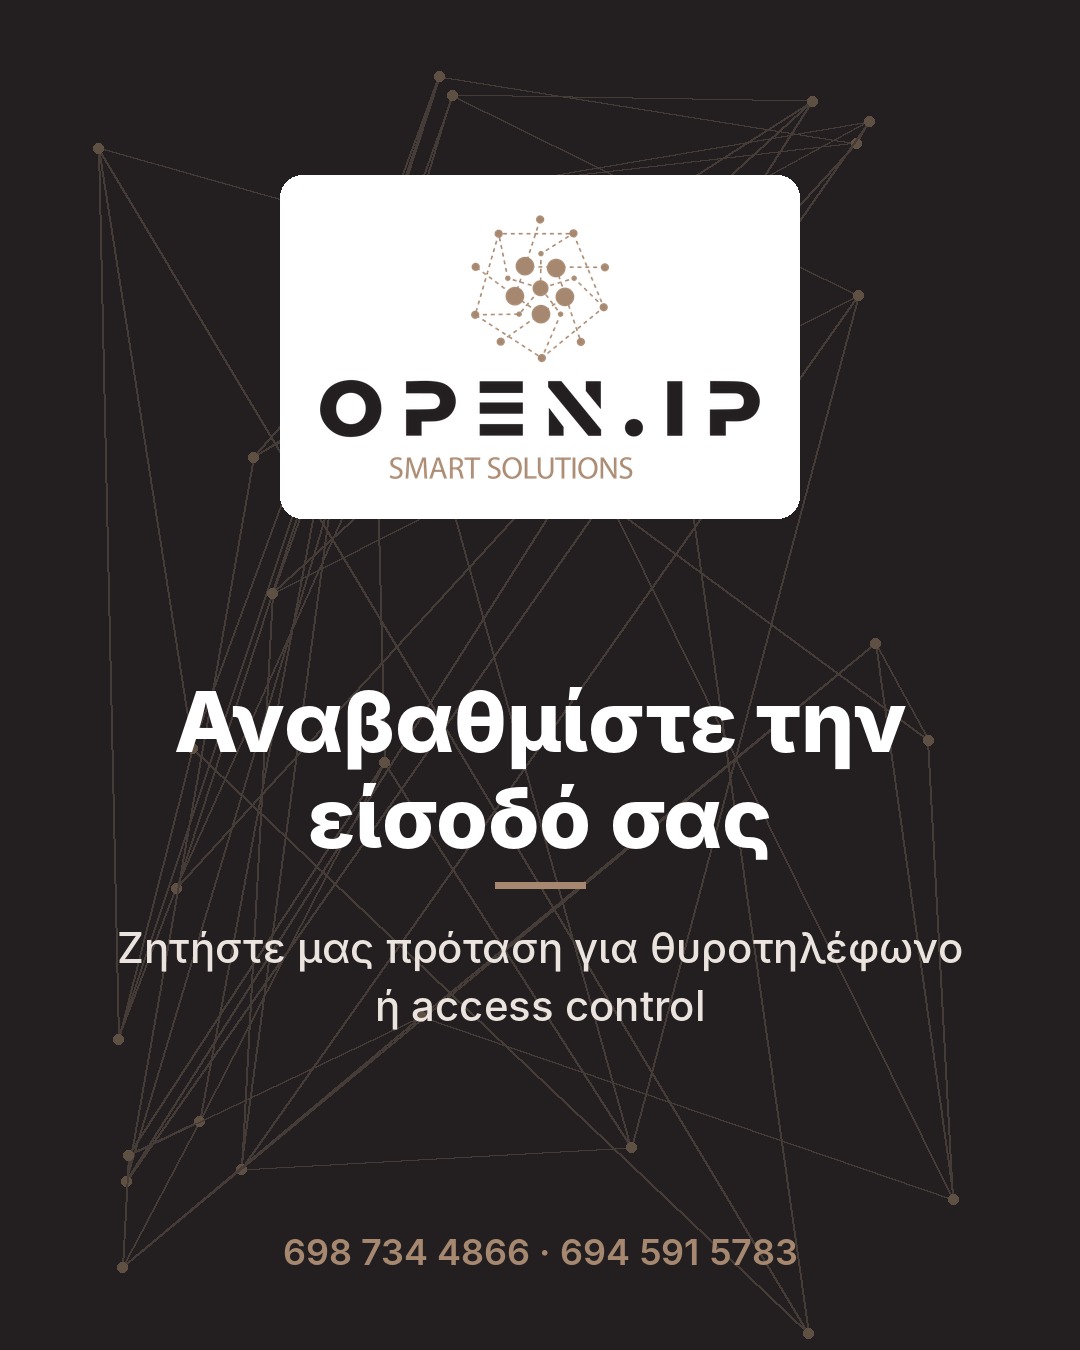 OPEN.IP
SMART SOLUTIONS
Αναβαθμίστε την
είσοδό σας
Ζητήστε μας πρόταση για θυροτηλέφωνο
ή access control
698 734 4866 · 694 591 5783